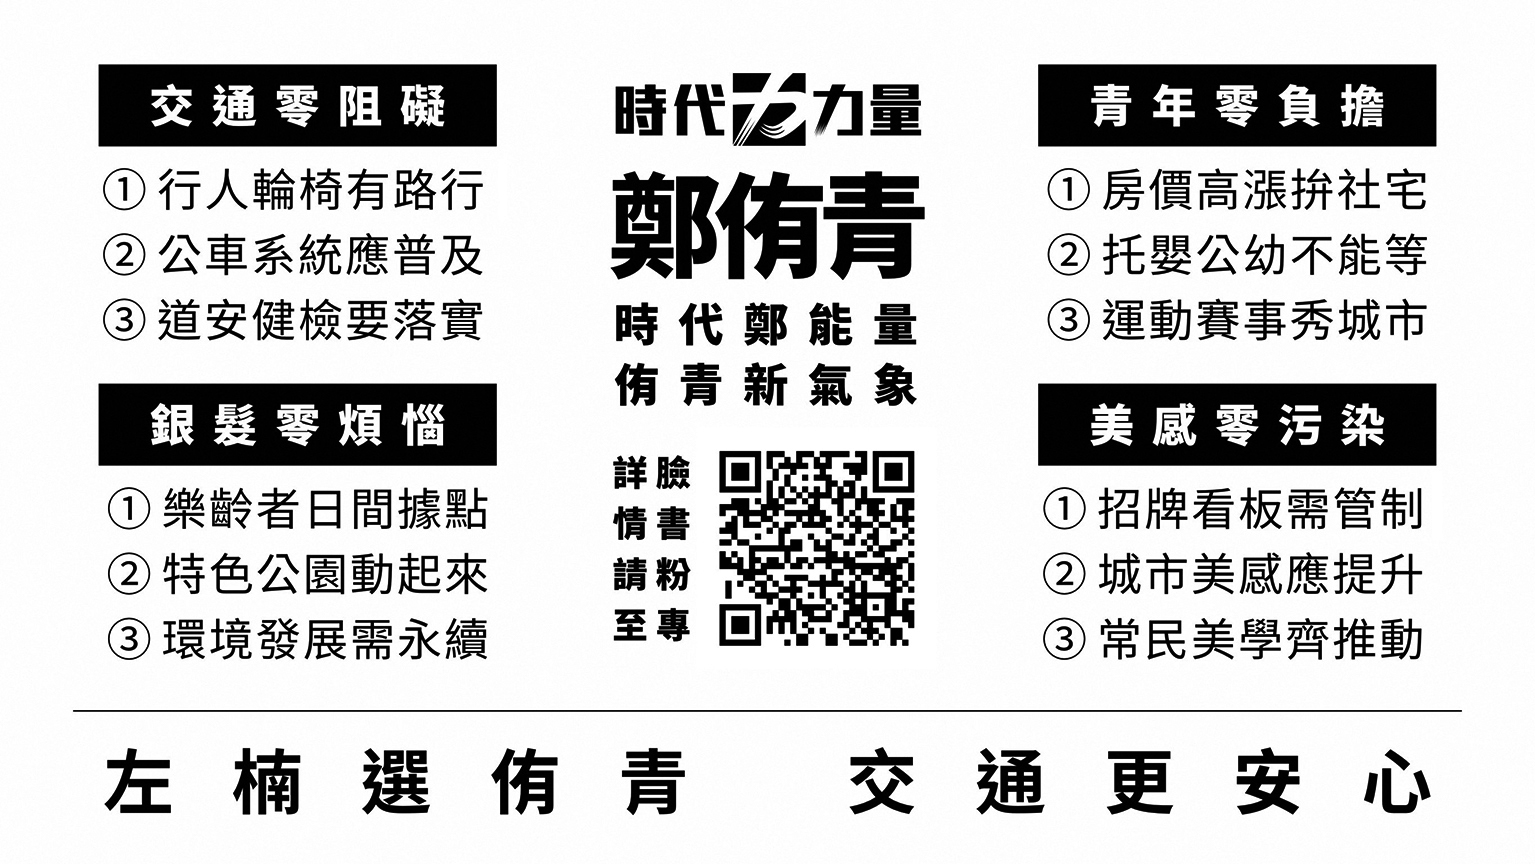 交通零阻礙
①行人輪椅有路行
②公車系統應普及
③道安健檢要落實
銀髮零煩惱
①樂齡者日間據點
②特色公園動起來
③環境發展需永續
時代力量
鄭侑青
時代鄭能量
侑青新氣象
詳情請至
臉書粉專
青年零負擔
①房價高漲拚社宅
②托嬰公幼不能等
③運動賽事秀城市
美感零污染
①招牌看板需管制
②城市美感應提升
③常民美學齊推動
左楠選侑青 交通更安心